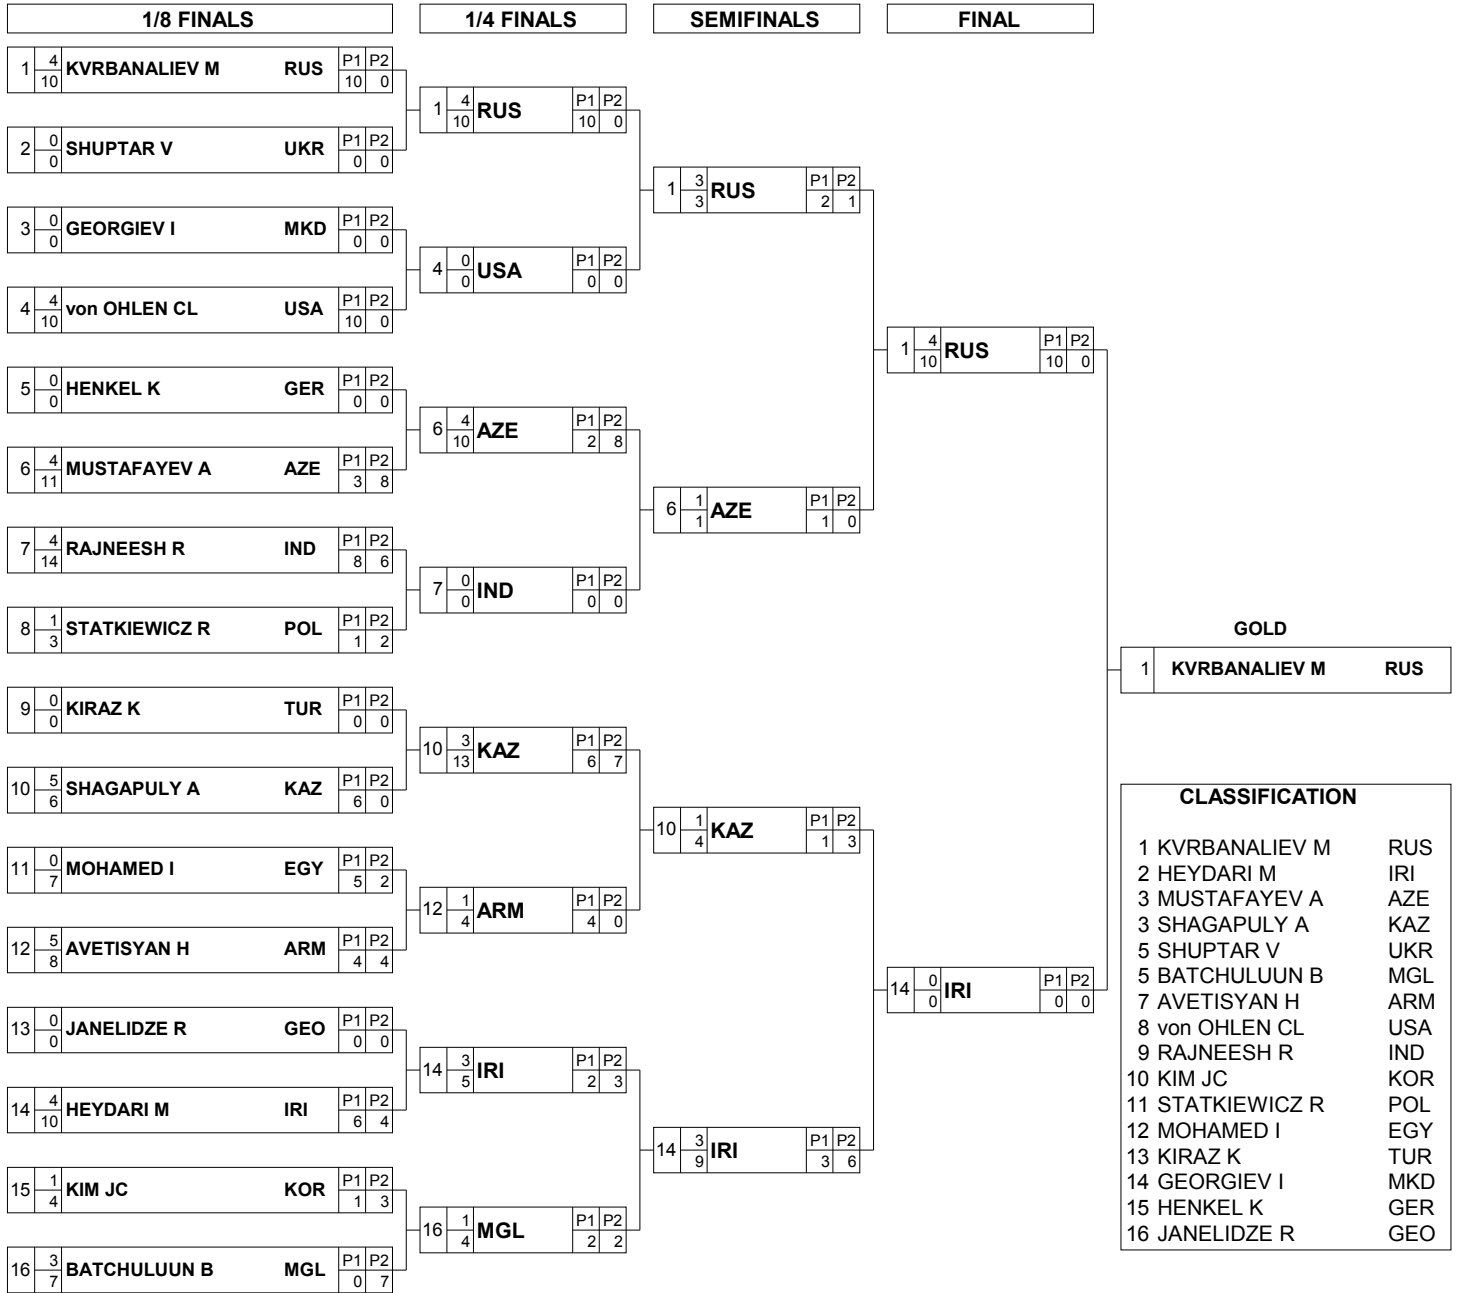 1/8 FINALS 1/4 FINALS SEMIFINALS FINAL
1 4 10 KVRBANALIEV M RUS P1 P2 10 0
2 0 0 SHUPTAR V UKR P1 P2 0 0
3 0 0 GEORGIEV I MKD P1 P2 0 0
4 4 10 von OHLEN CL USA P1 P2 10 0
5 0 0 HENKEL K GER P1 P2 0 0
6 4 11 MUSTAFAYEV A AZE P1 P2 3 8
7 4 14 RAJNEESH R IND P1 P2 8 6
8 1 3 STATKIEWICZ R POL P1 P2 1 2
9 0 0 KIRAZ K TUR P1 P2 0 0
10 5 6 SHAGAPULY A KAZ P1 P2 6 0
11 0 7 MOHAMED I EGY P1 P2 5 2
12 5 8 AVETISYAN H ARM P1 P2 4 4
13 0 0 JANELIDZE R GEO P1 P2 0 0
14 4 10 HEYDARI M IRI P1 P2 6 4
15 1 4 KIM JC KOR P1 P2 1 3
16 3 7 BATCHULUUN B MGL P1 P2 0 7
1 4 10 RUS P1 P2 10 0
4 0 0 USA P1 P2 0 0
6 4 10 AZE P1 P2 2 8
7 0 0 IND P1 P2 0 0
10 3 13 KAZ P1 P2 6 7
12 1 4 ARM P1 P2 4 0
14 3 5 IRI P1 P2 2 3
16 1 4 MGL P1 P2 2 2
1 3 3 RUS P1 P2 2 1
6 1 1 AZE P1 P2 1 0
10 1 4 KAZ P1 P2 1 3
14 3 9 IRI P1 P2 3 6
1 4 10 RUS P1 P2 10 0
14 0 0 IRI P1 P2 0 0
GOLD
1 KVRBANALIEV M RUS
CLASSIFICATION
1 KVRBANALIEV M RUS
2 HEYDARI M IRI
3 MUSTAFAYEV A AZE
3 SHAGAPULY A KAZ
5 SHUPTAR V UKR
5 BATCHULUUN B MGL
7 AVETISYAN H ARM
8 von OHLEN CL USA
9 RAJNEESH R IND
10 KIM JC KOR
11 STATKIEWICZ R POL
12 MOHAMED I EGY
13 KIRAZ K TUR
14 GEORGIEV I MKD
15 HENKEL K GER
16 JANELIDZE R GEO